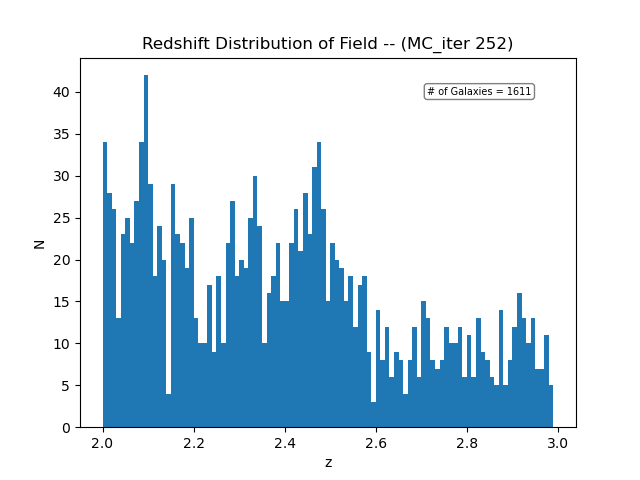 Redshift Distribution of Field -- (MC_iter 252)
# of Galaxies = 1611
40
35
30
25
20
15
10
5
0
N
2.0 2.2 2.4 2.6 2.8 3.0
z